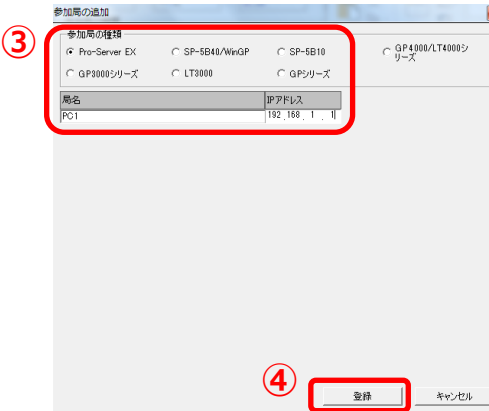 参加局の追加
③
参加局の種類
Pro-Server EX
SP-5B40/WinGP
SP-5B10
GP4000/LT4000シリーズ
GP3000シリーズ
LT3000
GPシリーズ
局名
IPアドレス
PC1
192 .168 . 1 . 1
④
登録
キャンセル